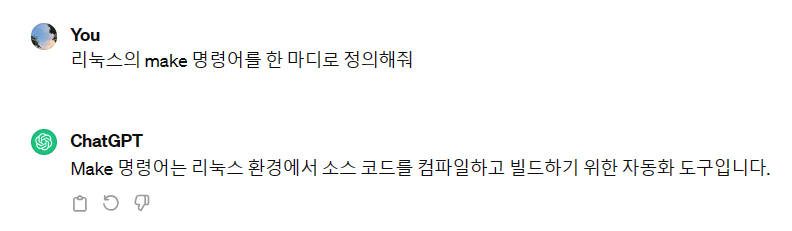 You
리눅스의 make 명령어를 한 마디로 정의해줘
ChatGPT
Make 명령어는 리눅스 환경에서 소스 코드를 컴파일하고 빌드하기 위한 자동화 도구입니다.